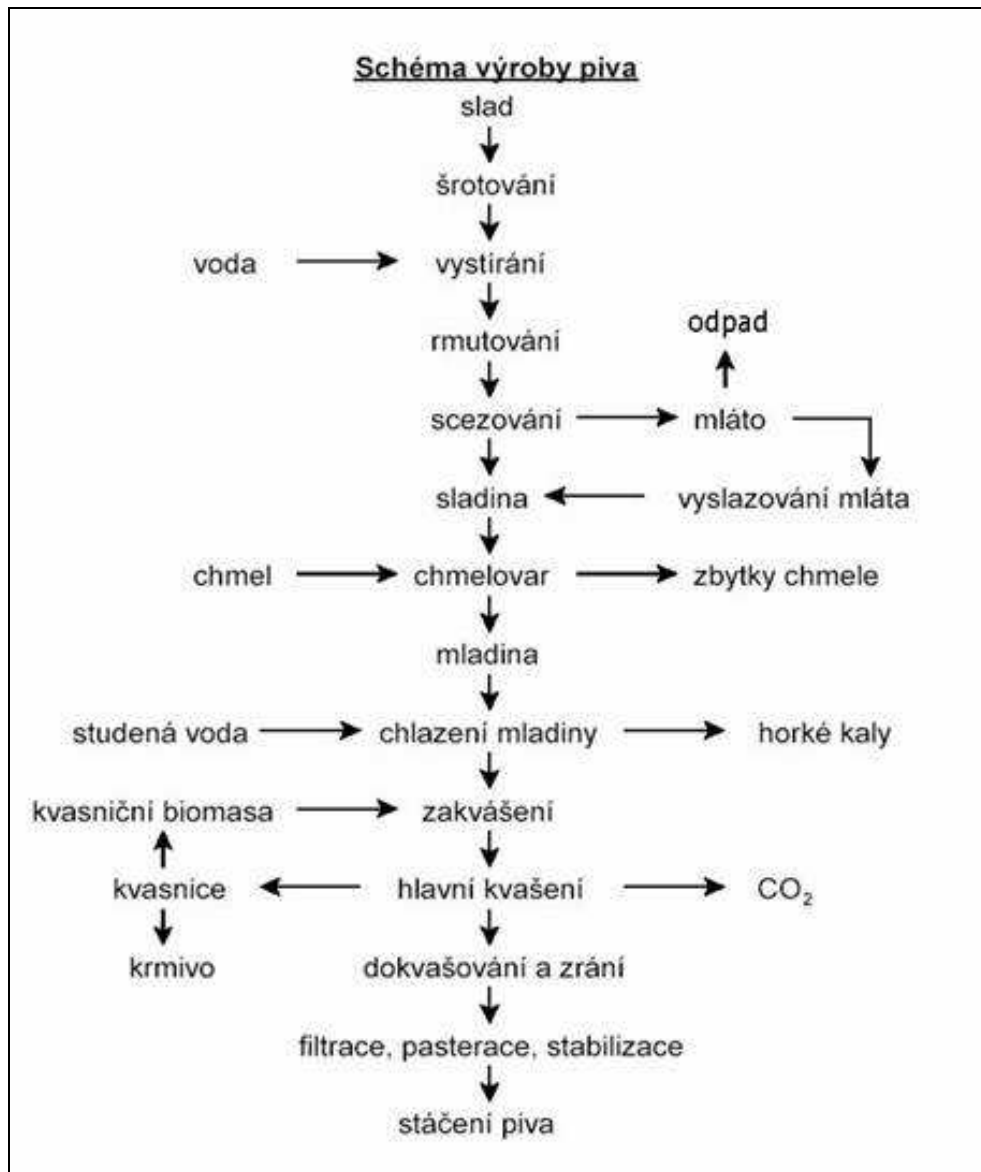 Schéma výroby piva
slad
šrotování
voda vystírání
rmutování
odpad
scezování mláto
sladina vyslazování mláta
chmel chmelovar zbytky chmele
mladina
studená voda chlazení mladiny horké kaly
kvasniční biomasa zakvášení
kvasnice hlavní kvašení CO₂
krmivo dokvašování a zrání
filtrace, pasterace, stabilizace
stáčení piva